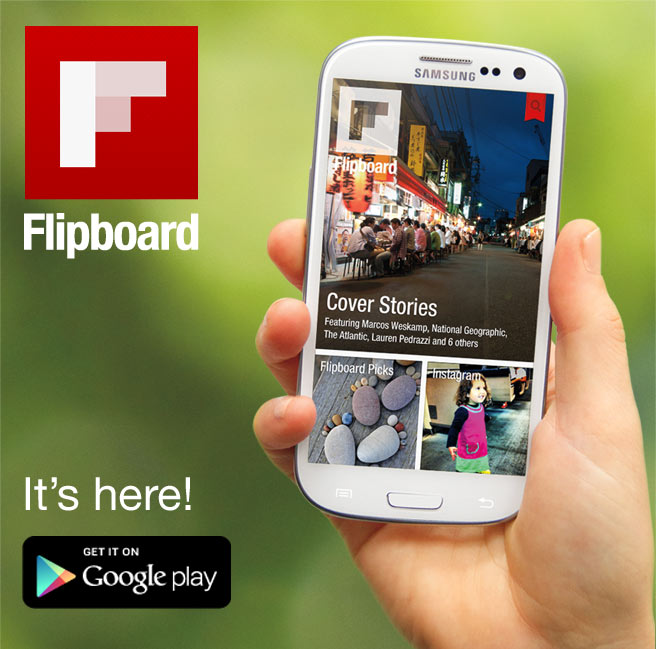 Flipboard
SAMSUNG
Flipboard
Cover Stories
Featuring Marcos Weskamp, National Geographic,
The Atlantic, Lauren Pedrazzi and 6 others
Flipboard Picks
Instagram
It's here!
GET IT ON
Google play